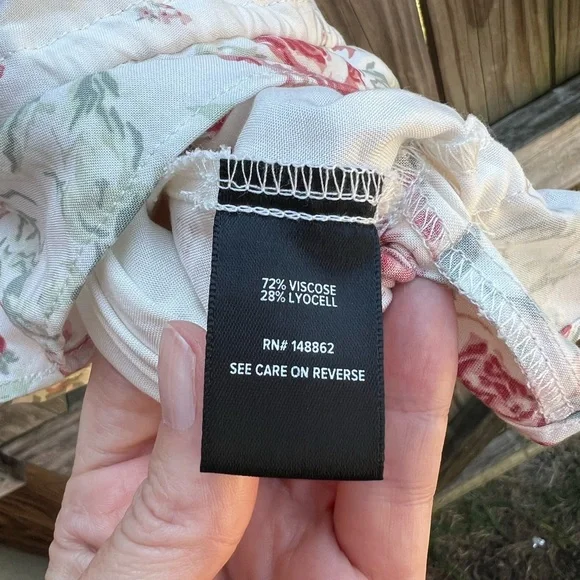 72% VISCOSE
28% LYOCELL
RN# 148862
SEE CARE ON REVERSE